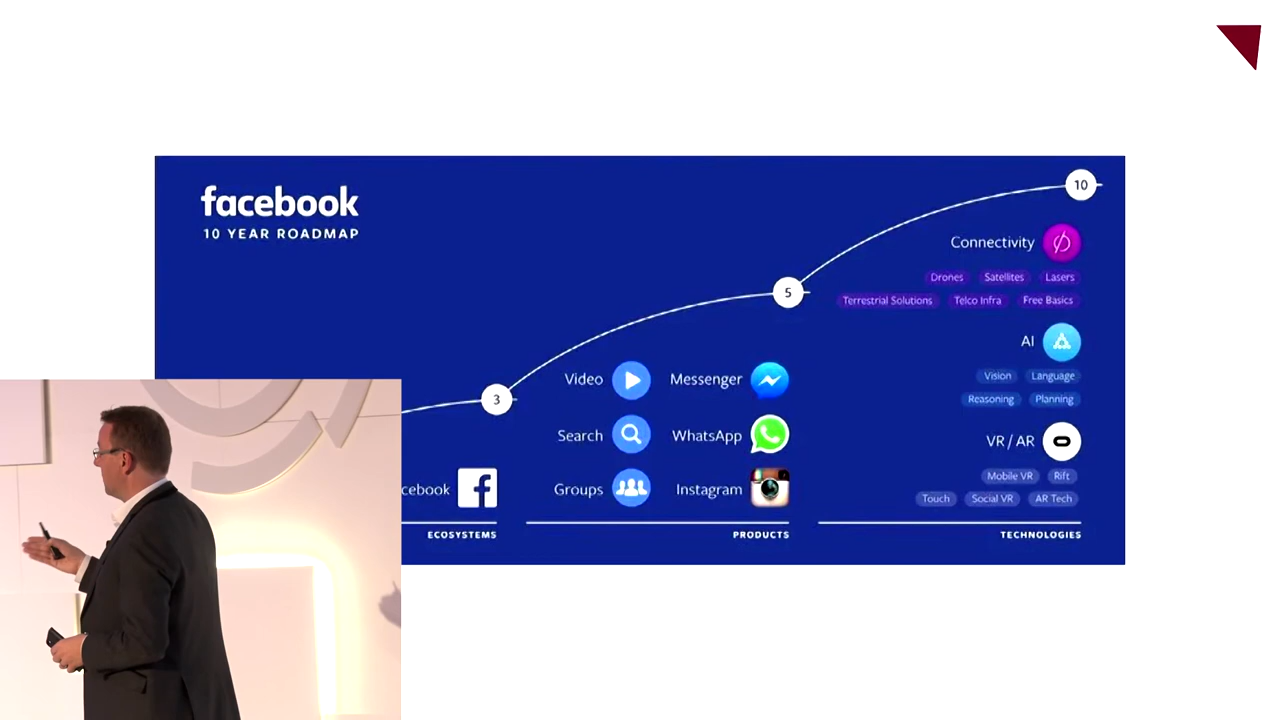 facebook
10 YEAR ROADMAP
10
Connectivity
Drones Satellites Lasers
Terrestrial Solutions Telco Infra Free Basics
5
AI
Vision Language
Reasoning Planning
3
Video Messenger
Search WhatsApp
Groups Instagram
cebook
VR / AR
Mobile VR Rift
Touch Social VR AR Tech
ECOSYSTEMS
PRODUCTS
TECHNOLOGIES